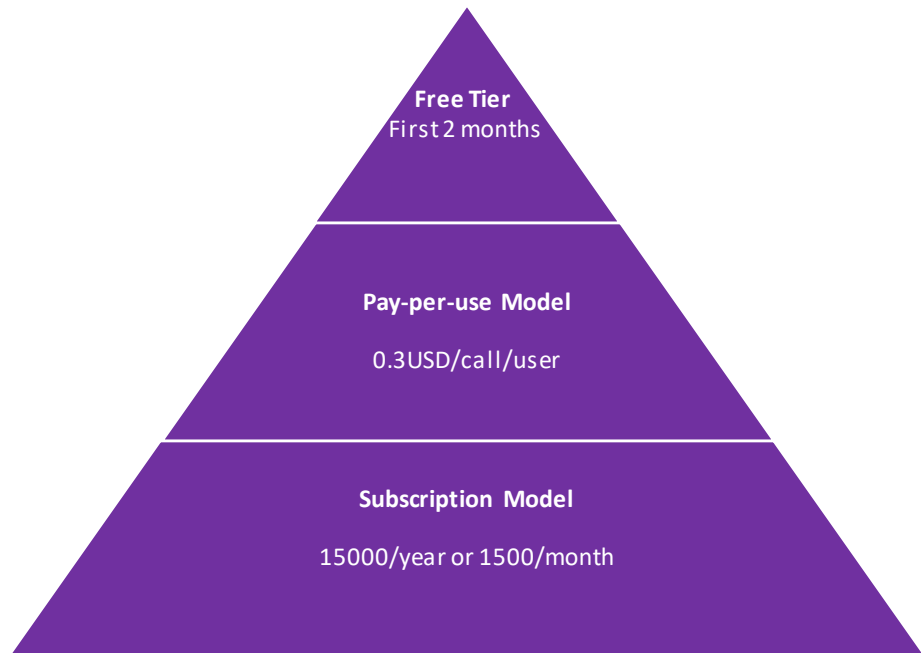 Free Tier
First 2 months
Pay-per-use Model
0.3USD/call/user
Subscription Model
15000/year or 1500/month